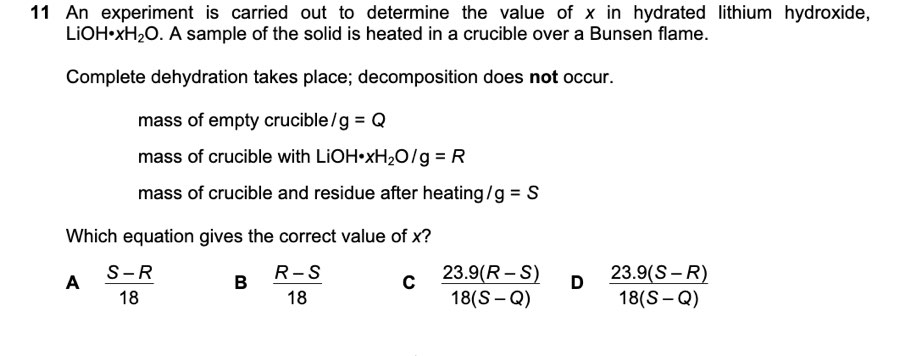 11 An experiment is carried out to determine the value of x in hydrated lithium hydroxide,
LiOH•xH₂O. A sample of the solid is heated in a crucible over a Bunsen flame.
Complete dehydration takes place; decomposition does not occur.
mass of empty crucible/g = Q
mass of crucible with LiOH•xH₂O/g = R
mass of crucible and residue after heating/g = S
Which equation gives the correct value of x?
A (S – R)/18 B (R – S)/18 C 23.9(R – S)/18(S – Q) D 23.9(S – R)/18(S – Q)